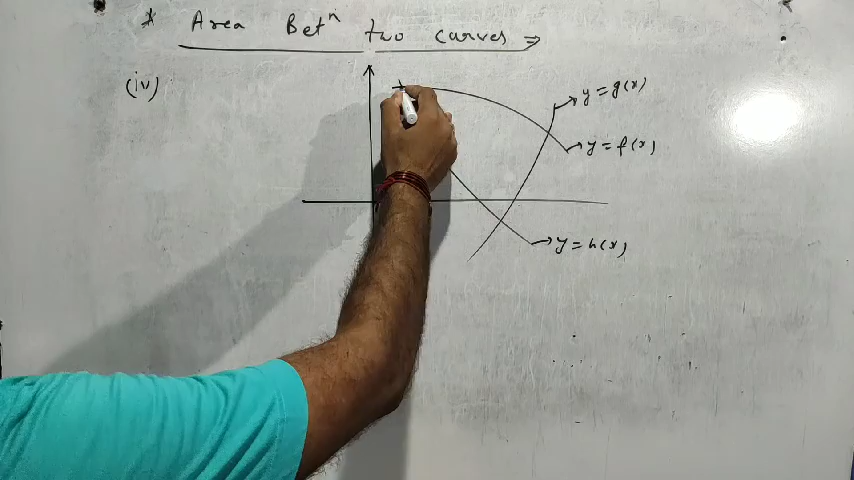 * Area Betⁿ two curves ⇒
(iv)
y = g(x)
y = f(x)
y = h(x)